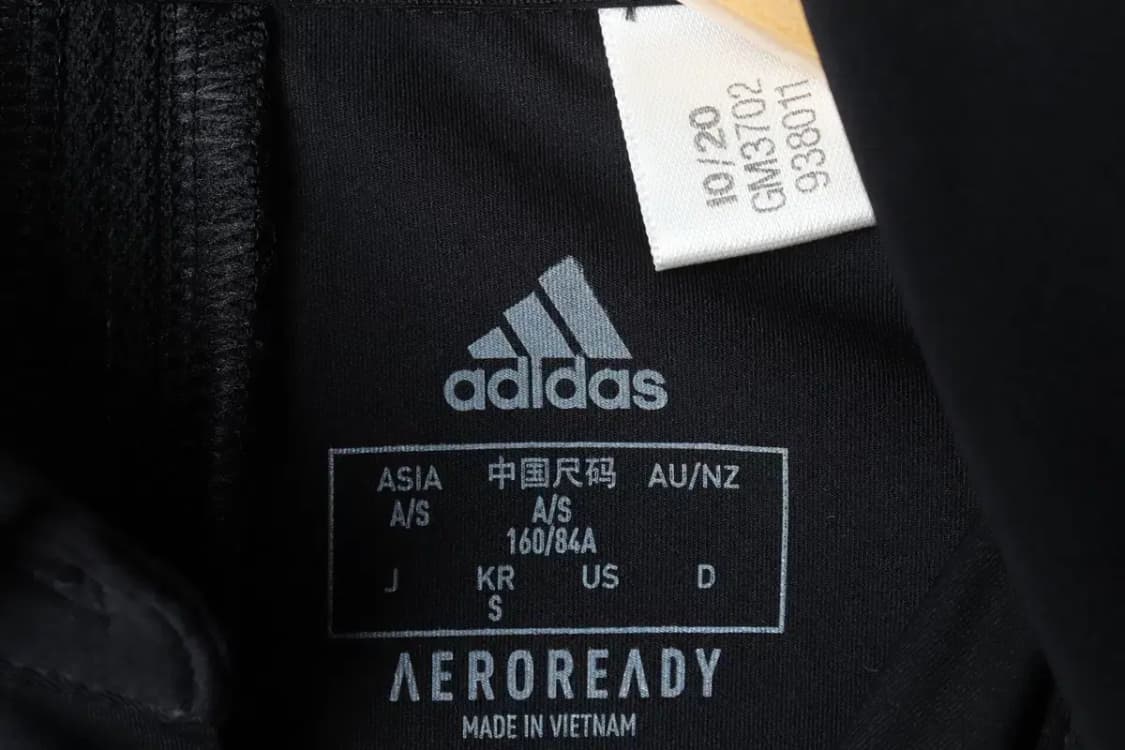 10/20
GM3702
938011
adidas
ASIA 中国尺码 AU/NZ
A/S A/S
160/84A
J KR US D
S
AEROREADY
MADE IN VIETNAM